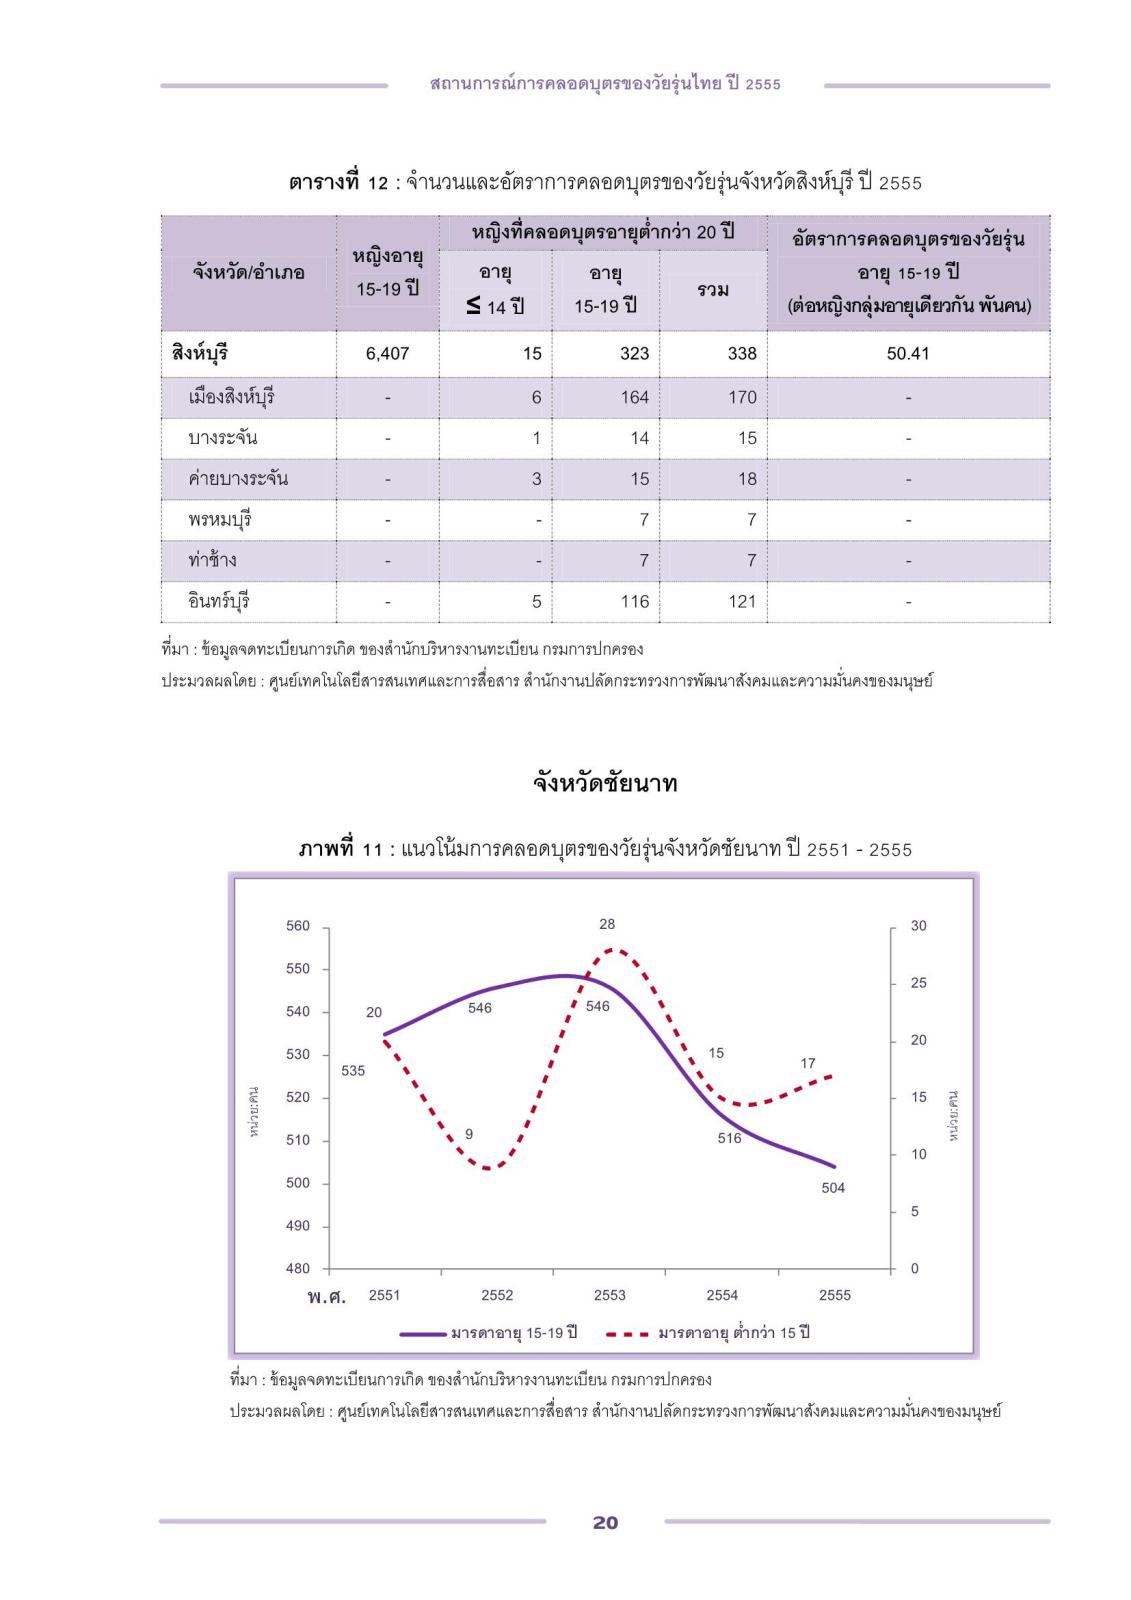 สถานการณ์การคลอดบุตรของวัยรุ่นไทย ปี 2555
ตารางที่ 12 : จำนวนและอัตราการคลอดบุตรของวัยรุ่นจังหวัดสิงห์บุรี ปี 2555
จังหวัด/อำเภอ
หญิงอายุ
15-19 ปี
หญิงที่คลอดบุตรอายุต่ำกว่า 20 ปี
อายุ
≤ 14 ปี
อายุ
15-19 ปี
รวม
อัตราการคลอดบุตรของวัยรุ่น
อายุ 15-19 ปี
(ต่อหญิงกลุ่มอายุเดียวกัน พันคน)
สิงห์บุรี 6,407 15 323 338 50.41
เมืองสิงห์บุรี - 6 164 170 -
บางระจัน - 1 14 15 -
ค่ายบางระจัน - 3 15 18 -
พรหมบุรี - - 7 7 -
ท่าช้าง - - 7 7 -
อินทร์บุรี - 5 116 121 -
ที่มา : ข้อมูลจดทะเบียนการเกิด ของสำนักบริหารงานทะเบียน กรมการปกครอง
ประมวลผลโดย : ศูนย์เทคโนโลยีสารสนเทศและการสื่อสาร สำนักงานปลัดกระทรวงการพัฒนาสังคมและความมั่นคงของมนุษย์
จังหวัดชัยนาท
ภาพที่ 11 : แนวโน้มการคลอดบุตรของวัยรุ่นจังหวัดชัยนาท ปี 2551 - 2555
560 28 30
550 25
540 20 546 546 20
530 535 15 17
520 15
510 9 516 10
500 504
490 5
480 0
หน่วย:คน
หน่วย:คน
พ.ศ. 2551 2552 2553 2554 2555
มารดาอายุ 15-19 ปี มารดาอายุ ต่ำกว่า 15 ปี
ที่มา : ข้อมูลจดทะเบียนการเกิด ของสำนักบริหารงานทะเบียน กรมการปกครอง
ประมวลผลโดย : ศูนย์เทคโนโลยีสารสนเทศและการสื่อสาร สำนักงานปลัดกระทรวงการพัฒนาสังคมและความมั่นคงของมนุษย์
20